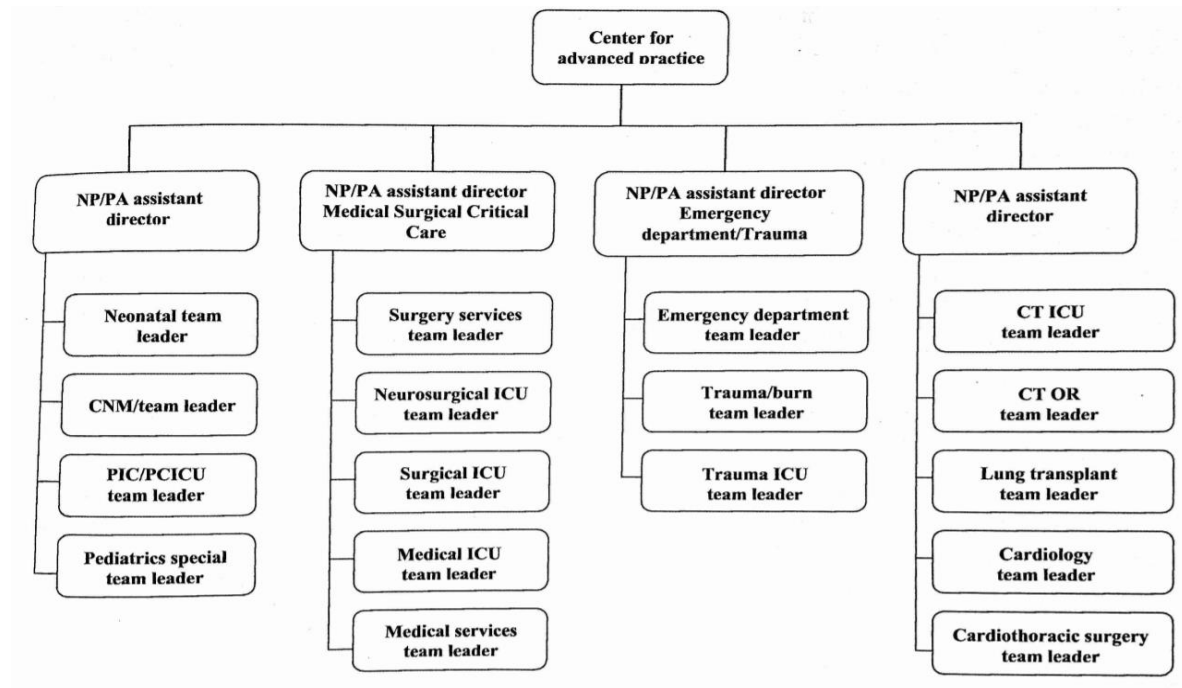 Center for
advanced practice
NP/PA assistant
director
Neonatal team
leader
CNM/team leader
PIC/PCICU
team leader
Pediatrics special
team leader
NP/PA assistant director
Medical Surgical Critical
Care
Surgery services
team leader
Neurosurgical ICU
team leader
Surgical ICU
team leader
Medical ICU
team leader
Medical services
team leader
NP/PA assistant director
Emergency
department/Trauma
Emergency department
team leader
Trauma/burn
team leader
Trauma ICU
team leader
NP/PA assistant
director
CT ICU
team leader
CT OR
team leader
Lung transplant
team leader
Cardiology
team leader
Cardiothoracic surgery
team leader